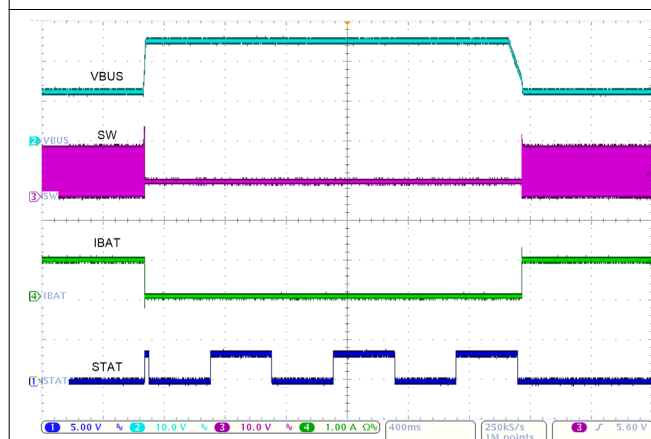 VBUS
2 VBUS
SW
3 SW
IBAT
4 IBAT
STAT
1 STAT
1 5.00 V 2 10.0 V 3 10.0 V 4 1.00 A Ω 400ms 250kS/s 3 5.60 V
1M points